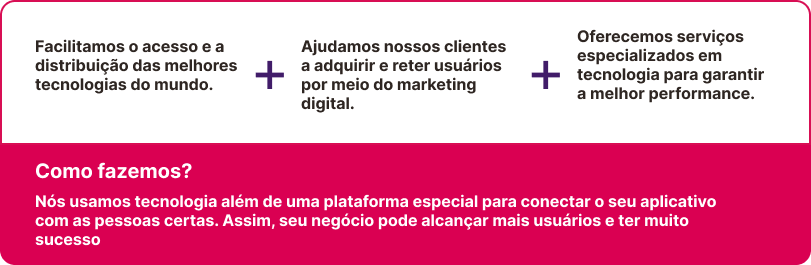 Facilitamos o acesso e a
distribuição das melhores
tecnologias do mundo.
+
Ajudamos nossos clientes
a adquirir e reter usuários
por meio do marketing
digital.
+
Oferecemos serviços
especializados em
tecnologia para garantir
a melhor performance.
Como fazemos?
Nós usamos tecnologia além de uma plataforma especial para conectar o seu aplicativo
com as pessoas certas. Assim, seu negócio pode alcançar mais usuários e ter muito
sucesso